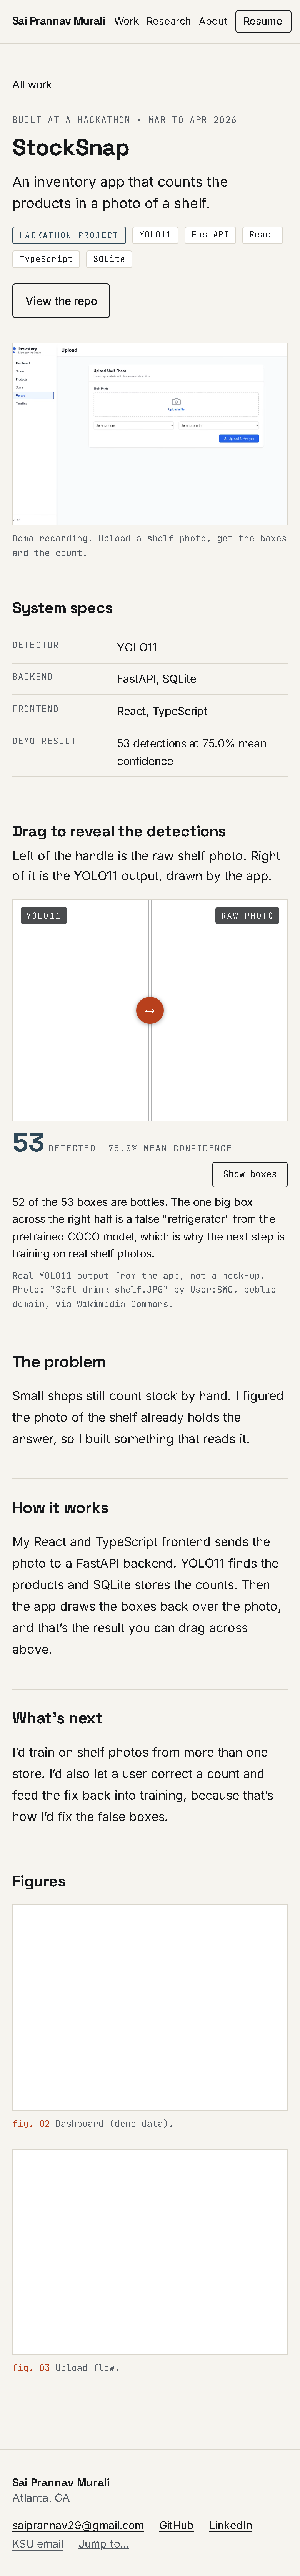 Sai Prannav Murali Work Research About Resume
All work
BUILT AT A HACKATHON · MAR TO APR 2026
StockSnap
An inventory app that counts the
products in a photo of a shelf.
HACKATHON PROJECT YOLO11 FastAPI React
TypeScript SQLite
View the repo
Inventory
Upload
Dashboard
Products
Upload
Upload Shelf Photo
Select a store
Select a product
Demo recording. Upload a shelf photo, get the boxes
and the count.
System specs
DETECTOR YOLO11
BACKEND FastAPI, SQLite
FRONTEND React, TypeScript
DEMO RESULT 53 detections at 75.0% mean
confidence
Drag to reveal the detections
Left of the handle is the raw shelf photo. Right
of it is the YOLO11 output, drawn by the app.
YOLO11 RAW PHOTO
53 DETECTED 75.0% MEAN CONFIDENCE
Show boxes
52 of the 53 boxes are bottles. The one big box
across the right half is a false "refrigerator" from the
pretrained COCO model, which is why the next step is
training on real shelf photos.
Real YOLO11 output from the app, not a mock-up.
Photo: "Soft drink shelf.JPG" by User:SMC, public
domain, via Wikimedia Commons.
The problem
Small shops still count stock by hand. I figured
the photo of the shelf already holds the
answer, so I built something that reads it.
How it works
My React and TypeScript frontend sends the
photo to a FastAPI backend. YOLO11 finds the
products and SQLite stores the counts. Then
the app draws the boxes back over the photo,
and that’s the result you can drag across
above.
What’s next
I’d train on shelf photos from more than one
store. I’d also let a user correct a count and
feed the fix back into training, because that’s
how I’d fix the false boxes.
Figures
fig. 02 Dashboard (demo data).
fig. 03 Upload flow.
Sai Prannav Murali
Atlanta, GA
saiprannav29@gmail.com GitHub LinkedIn
KSU email Jump to…